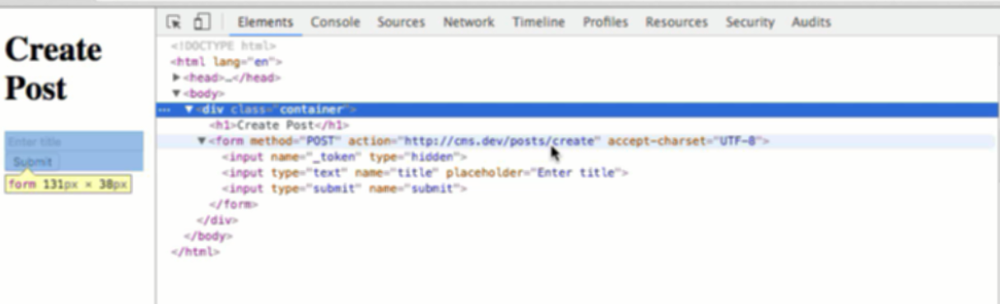 Elements Console Sources Network Timeline Profiles Resources Security Audits
Create
Post
Enter title
Submit
form 131px × 38px
<!DOCTYPE html>
<html lang="en">
▶<head>…</head>
▼<body>
… ▼<div class="container">
<h1>Create Post</h1>
▼<form method="POST" action="http://cms.dev/posts/create" accept-charset="UTF-8">
<input name="_token" type="hidden">
<input type="text" name="title" placeholder="Enter title">
<input type="submit" name="submit">
</form>
</div>
</body>
</html>